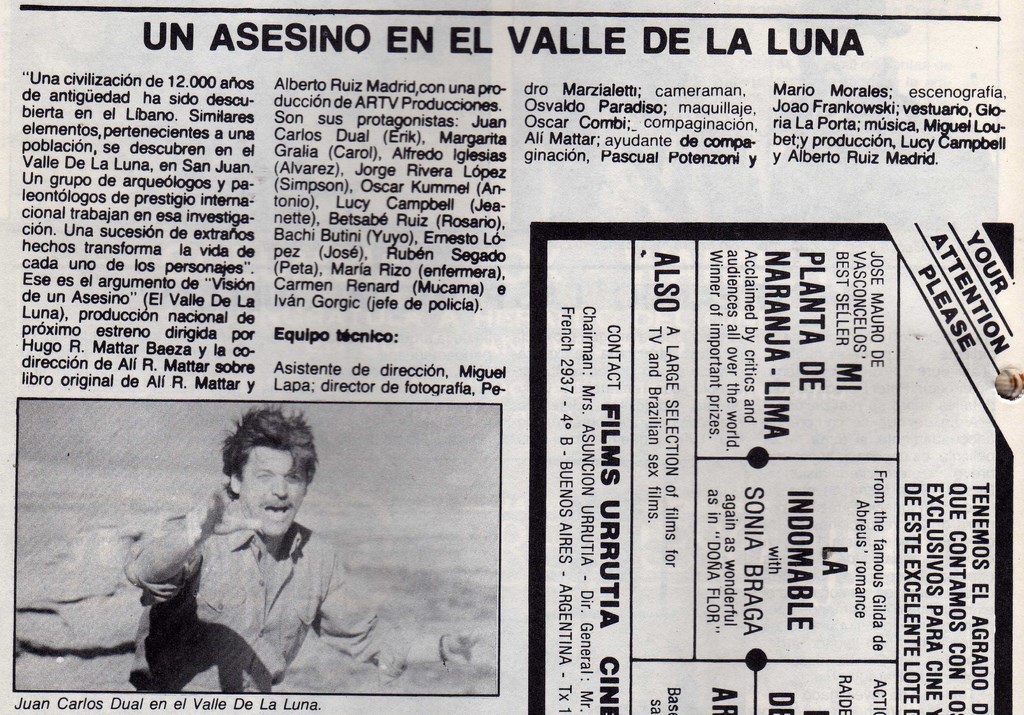 UN ASESINO EN EL VALLE DE LA LUNA
"Una civilización de 12.000 años
de antigüedad ha sido descu-
bierta en el Líbano. Similares
elementos, pertenecientes a una
población, se descubren en el
Valle De La Luna, en San Juan.
Un grupo de arqueólogos y pa-
leontólogos de prestigio interna-
cional trabajan en esa investiga-
ción. Una sucesión de extraños
hechos transforma la vida de
cada uno de los personajes".
Ese es el argumento de "Visión
de un Asesino" (El Valle De La
Luna), producción nacional de
próximo estreno dirigida por
Hugo R. Mattar Baeza y la co-
dirección de Alí R. Mattar sobre
libro original de Alí R. Mattar y
Alberto Ruiz Madrid,con una pro-
ducción de ARTV Producciones.
Son sus protagonistas: Juan
Carlos Dual (Erik), Margarita
Gralia (Carol), Alfredo Iglesias
(Alvarez), Jorge Rivera López
(Simpson), Oscar Kummel (An-
tonio), Lucy Campbell (Jea-
nette), Betsabé Ruiz (Rosario),
Bachi Butini (Yuyo), Ernesto Ló-
pez (José), Rubén Segado
(Peta), María Rizo (enfermera),
Carmen Renard (Mucama) e
Iván Gorgic (jefe de policía).
Equipo técnico:
Asistente de dirección, Miguel
Lapa; director de fotografía, Pe-
dro Marzialetti; cameraman,
Osvaldo Paradiso; maquillaje,
Oscar Combi; compaginación,
Alí Mattar; ayudante de compa-
ginación, Pascual Potenzoni y
Mario Morales; escenografía,
Joao Frankowski; vestuario, Glo-
ria La Porta; música, Miguel Lou-
bet;y producción, Lucy Campbell
y Alberto Ruiz Madrid.
Juan Carlos Dual en el Valle De La Luna.
YOUR
ATTENTION
PLEASE
TENEMOS EL AGRADO D
QUE CONTAMOS CON LO
EXCLUSIVOS PARA CINE Y
DE ESTE EXCELENTE LOTE D
JOSE MAURO DE
VASCONCELOS' MI
BEST SELLER
PLANTA DE
NARANJA - LIMA
Acclaimed by critics and
audiences all over the world.
Winner of important prizes.
From the famous Gilda de
Abreus' romance
LA
INDOMABLE
with
SONIA BRAGA
again as wonderful
as in "DOÑA FLOR"
ACTIO
RAIDE
DE
AR
Base
sa
ALSO A LARGE SELECTION of films for
TV and Brazilian sex films.
CONTACT FILMS URRUTIA CINE
Chairman: Mrs. ASUNCION URRUTIA - Dir. General: Mr.
French 2937 - 4º B - BUENOS AIRES - ARGENTINA - Tx 1